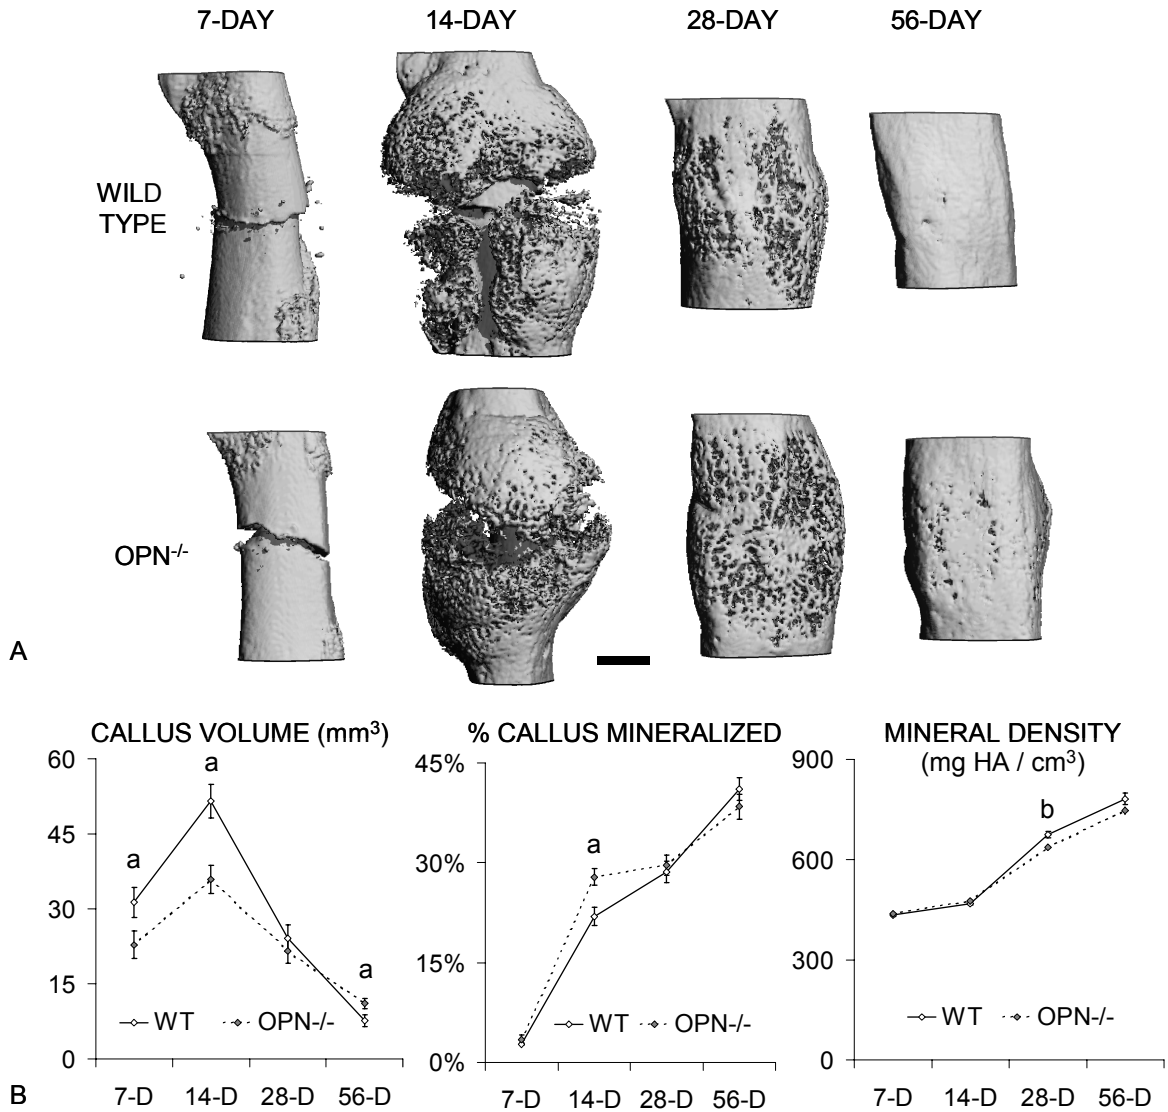 7-DAY 14-DAY 28-DAY 56-DAY
WILD
TYPE
OPN-/-
A
CALLUS VOLUME (mm3)
60
45
30
15
0
a
a
a
WT OPN-/-
7-D 14-D 28-D 56-D
% CALLUS MINERALIZED
45%
30%
15%
0%
a
WT OPN-/-
7-D 14-D 28-D 56-D
MINERAL DENSITY
(mg HA / cm3)
900
600
300
0
b
WT OPN-/-
7-D 14-D 28-D 56-D
B